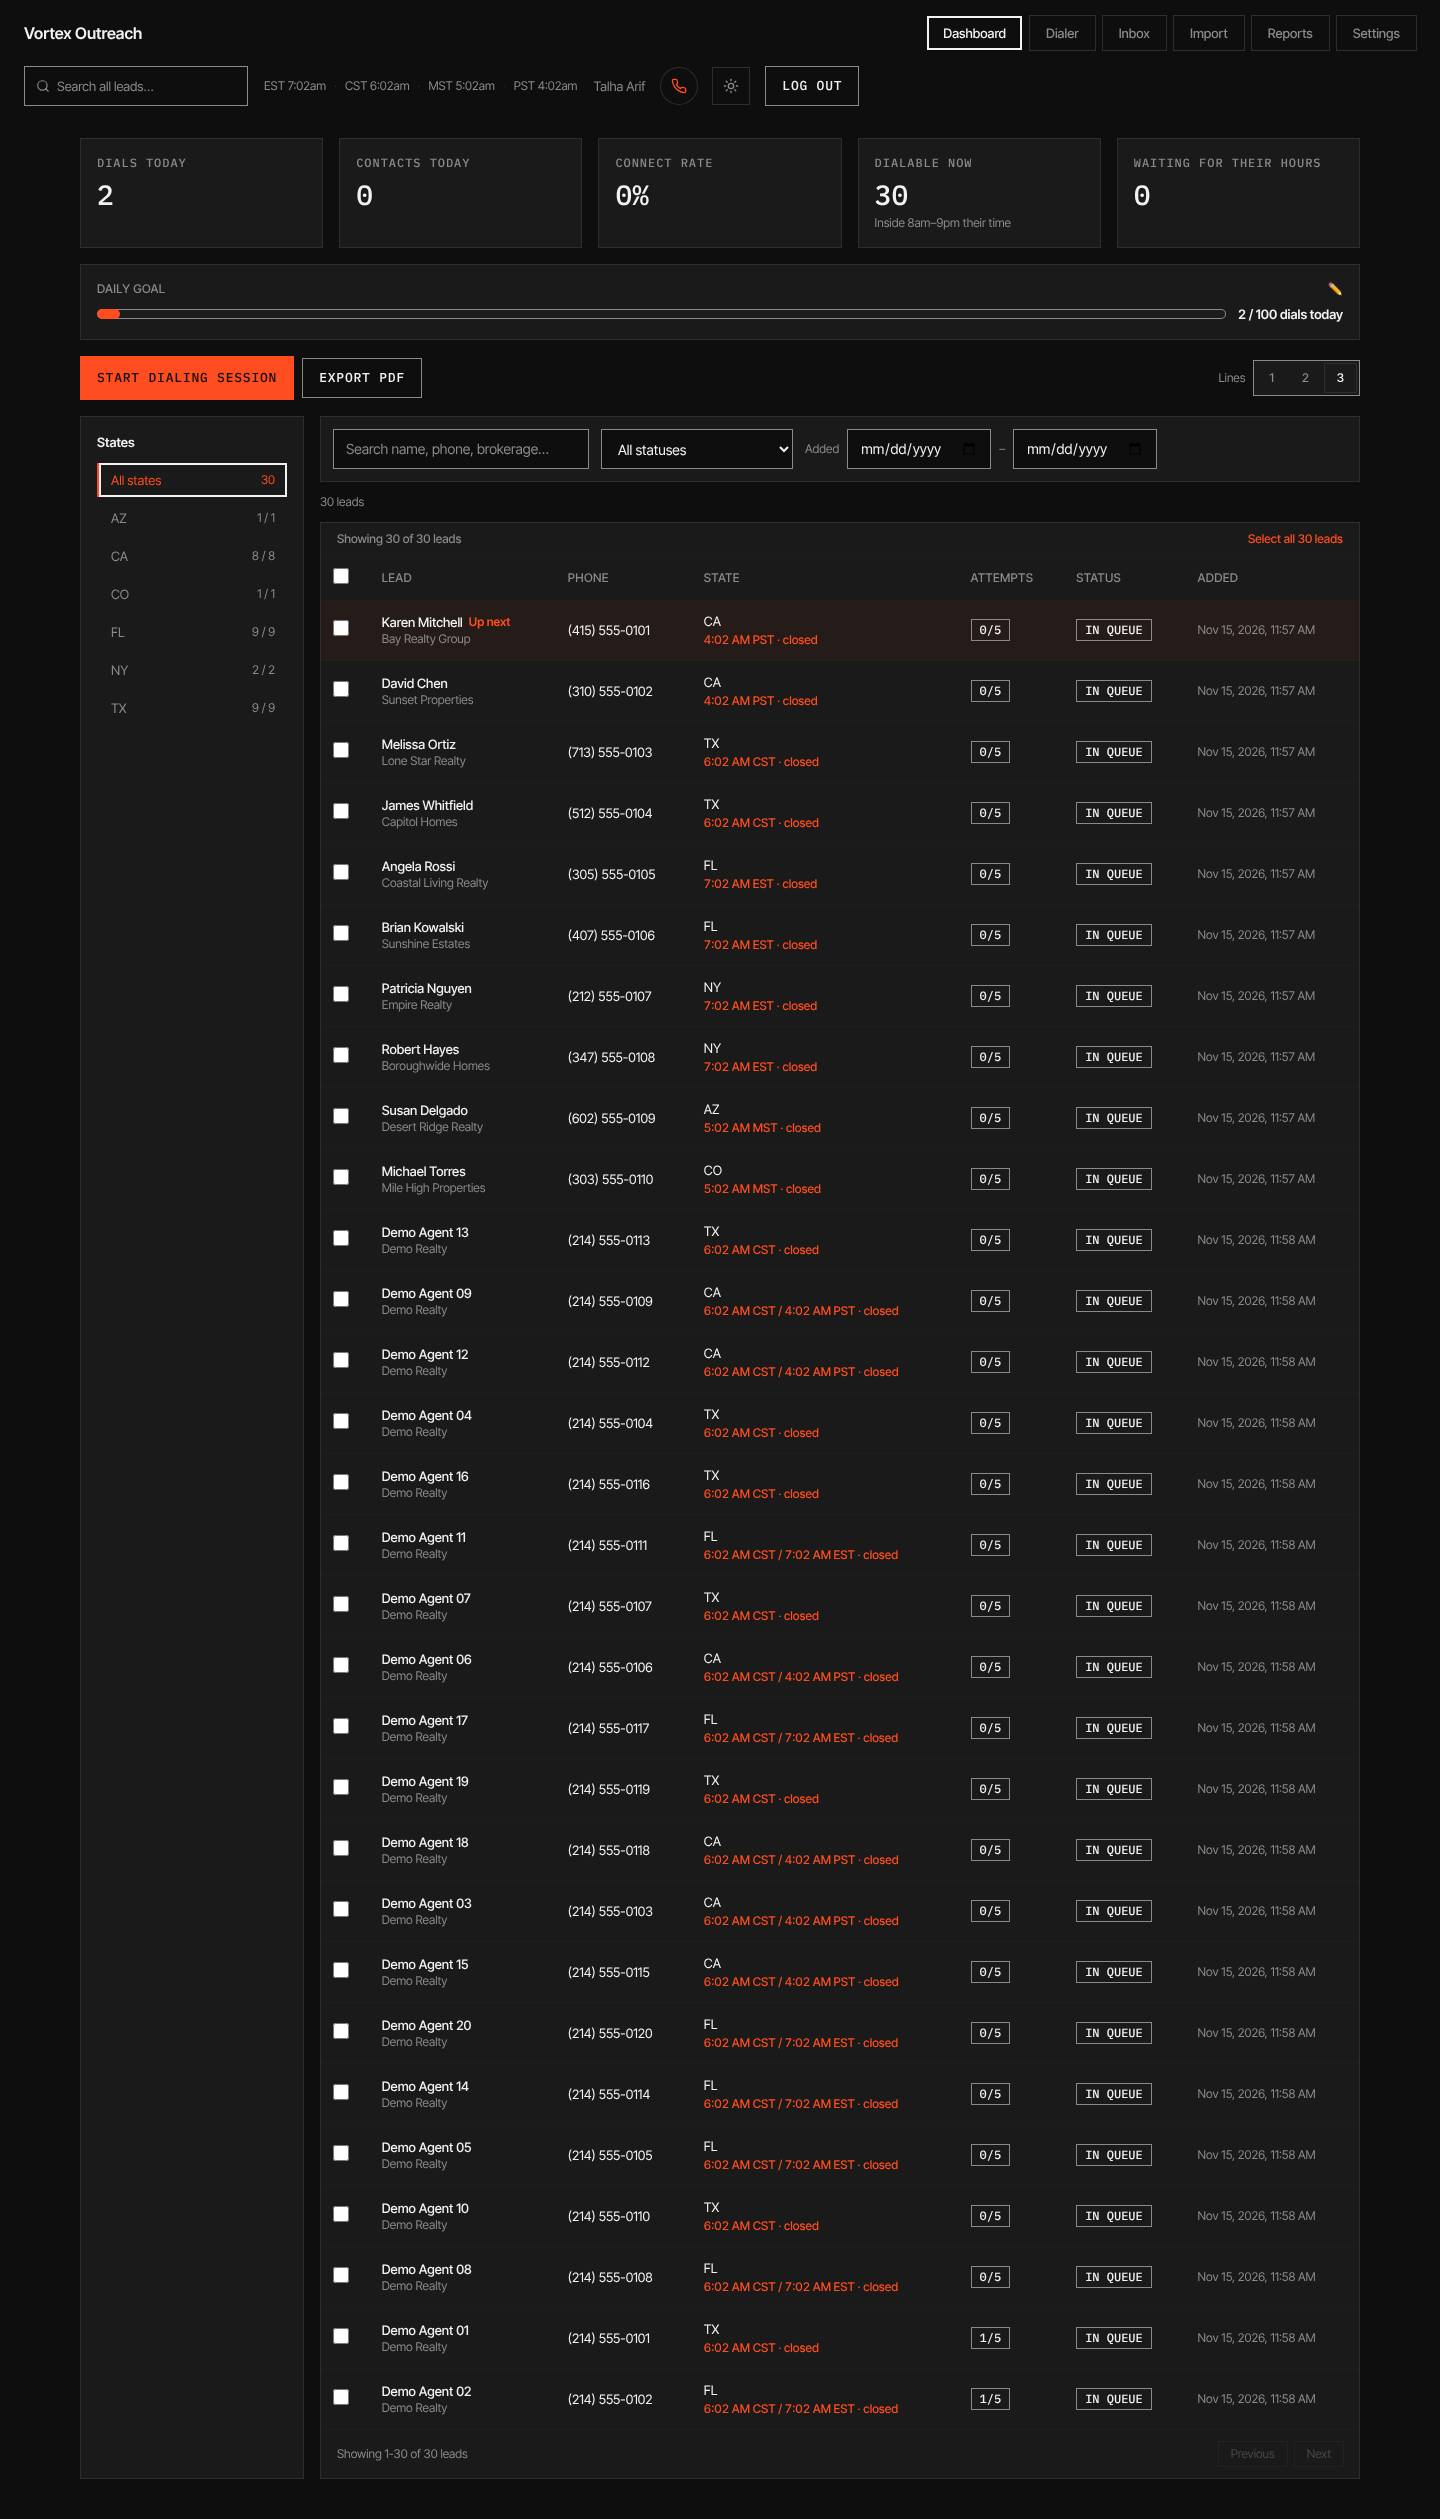 Vortex Outreach
Dashboard Dialer Inbox Import Reports Settings
Search all leads... EST 7:02am · CST 6:02am · MST 5:02am · PST 4:02am Talha Arif LOG OUT
DIALS TODAY CONTACTS TODAY CONNECT RATE DIALABLE NOW WAITING FOR THEIR HOURS
2 0 0% 30 0
Inside 8am–9pm their time
DAILY GOAL
2 / 100 dials today
START DIALING SESSION EXPORT PDF Lines 1 2 3
States
All states 30
AZ 1 / 1
CA 8 / 8
CO 1 / 1
FL 9 / 9
NY 2 / 2
TX 9 / 9
Search name, phone, brokerage... All statuses Added mm/dd/yyyy – mm/dd/yyyy
30 leads
Showing 30 of 30 leads Select all 30 leads
LEAD PHONE STATE ATTEMPTS STATUS ADDED
Karen Mitchell Up next (415) 555-0101 CA 0/5 IN QUEUE Nov 15, 2026, 11:57 AM
Bay Realty Group 4:02 AM PST · closed
David Chen (310) 555-0102 CA 0/5 IN QUEUE Nov 15, 2026, 11:57 AM
Sunset Properties 4:02 AM PST · closed
Melissa Ortiz (713) 555-0103 TX 0/5 IN QUEUE Nov 15, 2026, 11:57 AM
Lone Star Realty 6:02 AM CST · closed
James Whitfield (512) 555-0104 TX 0/5 IN QUEUE Nov 15, 2026, 11:57 AM
Capitol Homes 6:02 AM CST · closed
Angela Rossi (305) 555-0105 FL 0/5 IN QUEUE Nov 15, 2026, 11:57 AM
Coastal Living Realty 7:02 AM EST · closed
Brian Kowalski (407) 555-0106 FL 0/5 IN QUEUE Nov 15, 2026, 11:57 AM
Sunshine Estates 7:02 AM EST · closed
Patricia Nguyen (212) 555-0107 NY 0/5 IN QUEUE Nov 15, 2026, 11:57 AM
Empire Realty 7:02 AM EST · closed
Robert Hayes (347) 555-0108 NY 0/5 IN QUEUE Nov 15, 2026, 11:57 AM
Boroughwide Homes 7:02 AM EST · closed
Susan Delgado (602) 555-0109 AZ 0/5 IN QUEUE Nov 15, 2026, 11:57 AM
Desert Ridge Realty 5:02 AM MST · closed
Michael Torres (303) 555-0110 CO 0/5 IN QUEUE Nov 15, 2026, 11:57 AM
Mile High Properties 5:02 AM MST · closed
Demo Agent 13 (214) 555-0113 TX 0/5 IN QUEUE Nov 15, 2026, 11:58 AM
Demo Realty 6:02 AM CST · closed
Demo Agent 09 (214) 555-0109 CA 0/5 IN QUEUE Nov 15, 2026, 11:58 AM
Demo Realty 6:02 AM CST / 4:02 AM PST · closed
Demo Agent 12 (214) 555-0112 CA 0/5 IN QUEUE Nov 15, 2026, 11:58 AM
Demo Realty 6:02 AM CST / 4:02 AM PST · closed
Demo Agent 04 (214) 555-0104 TX 0/5 IN QUEUE Nov 15, 2026, 11:58 AM
Demo Realty 6:02 AM CST · closed
Demo Agent 16 (214) 555-0116 TX 0/5 IN QUEUE Nov 15, 2026, 11:58 AM
Demo Realty 6:02 AM CST · closed
Demo Agent 11 (214) 555-0111 FL 0/5 IN QUEUE Nov 15, 2026, 11:58 AM
Demo Realty 6:02 AM CST / 7:02 AM EST · closed
Demo Agent 07 (214) 555-0107 TX 0/5 IN QUEUE Nov 15, 2026, 11:58 AM
Demo Realty 6:02 AM CST · closed
Demo Agent 06 (214) 555-0106 CA 0/5 IN QUEUE Nov 15, 2026, 11:58 AM
Demo Realty 6:02 AM CST / 4:02 AM PST · closed
Demo Agent 17 (214) 555-0117 FL 0/5 IN QUEUE Nov 15, 2026, 11:58 AM
Demo Realty 6:02 AM CST / 7:02 AM EST · closed
Demo Agent 19 (214) 555-0119 TX 0/5 IN QUEUE Nov 15, 2026, 11:58 AM
Demo Realty 6:02 AM CST · closed
Demo Agent 18 (214) 555-0118 CA 0/5 IN QUEUE Nov 15, 2026, 11:58 AM
Demo Realty 6:02 AM CST / 4:02 AM PST · closed
Demo Agent 03 (214) 555-0103 CA 0/5 IN QUEUE Nov 15, 2026, 11:58 AM
Demo Realty 6:02 AM CST / 4:02 AM PST · closed
Demo Agent 15 (214) 555-0115 CA 0/5 IN QUEUE Nov 15, 2026, 11:58 AM
Demo Realty 6:02 AM CST / 4:02 AM PST · closed
Demo Agent 20 (214) 555-0120 FL 0/5 IN QUEUE Nov 15, 2026, 11:58 AM
Demo Realty 6:02 AM CST / 7:02 AM EST · closed
Demo Agent 14 (214) 555-0114 FL 0/5 IN QUEUE Nov 15, 2026, 11:58 AM
Demo Realty 6:02 AM CST / 7:02 AM EST · closed
Demo Agent 05 (214) 555-0105 FL 0/5 IN QUEUE Nov 15, 2026, 11:58 AM
Demo Realty 6:02 AM CST / 7:02 AM EST · closed
Demo Agent 10 (214) 555-0110 TX 0/5 IN QUEUE Nov 15, 2026, 11:58 AM
Demo Realty 6:02 AM CST · closed
Demo Agent 08 (214) 555-0108 FL 0/5 IN QUEUE Nov 15, 2026, 11:58 AM
Demo Realty 6:02 AM CST / 7:02 AM EST · closed
Demo Agent 01 (214) 555-0101 TX 1/5 IN QUEUE Nov 15, 2026, 11:58 AM
Demo Realty 6:02 AM CST · closed
Demo Agent 02 (214) 555-0102 FL 1/5 IN QUEUE Nov 15, 2026, 11:58 AM
Demo Realty 6:02 AM CST / 7:02 AM EST · closed
Showing 1-30 of 30 leads Previous Next